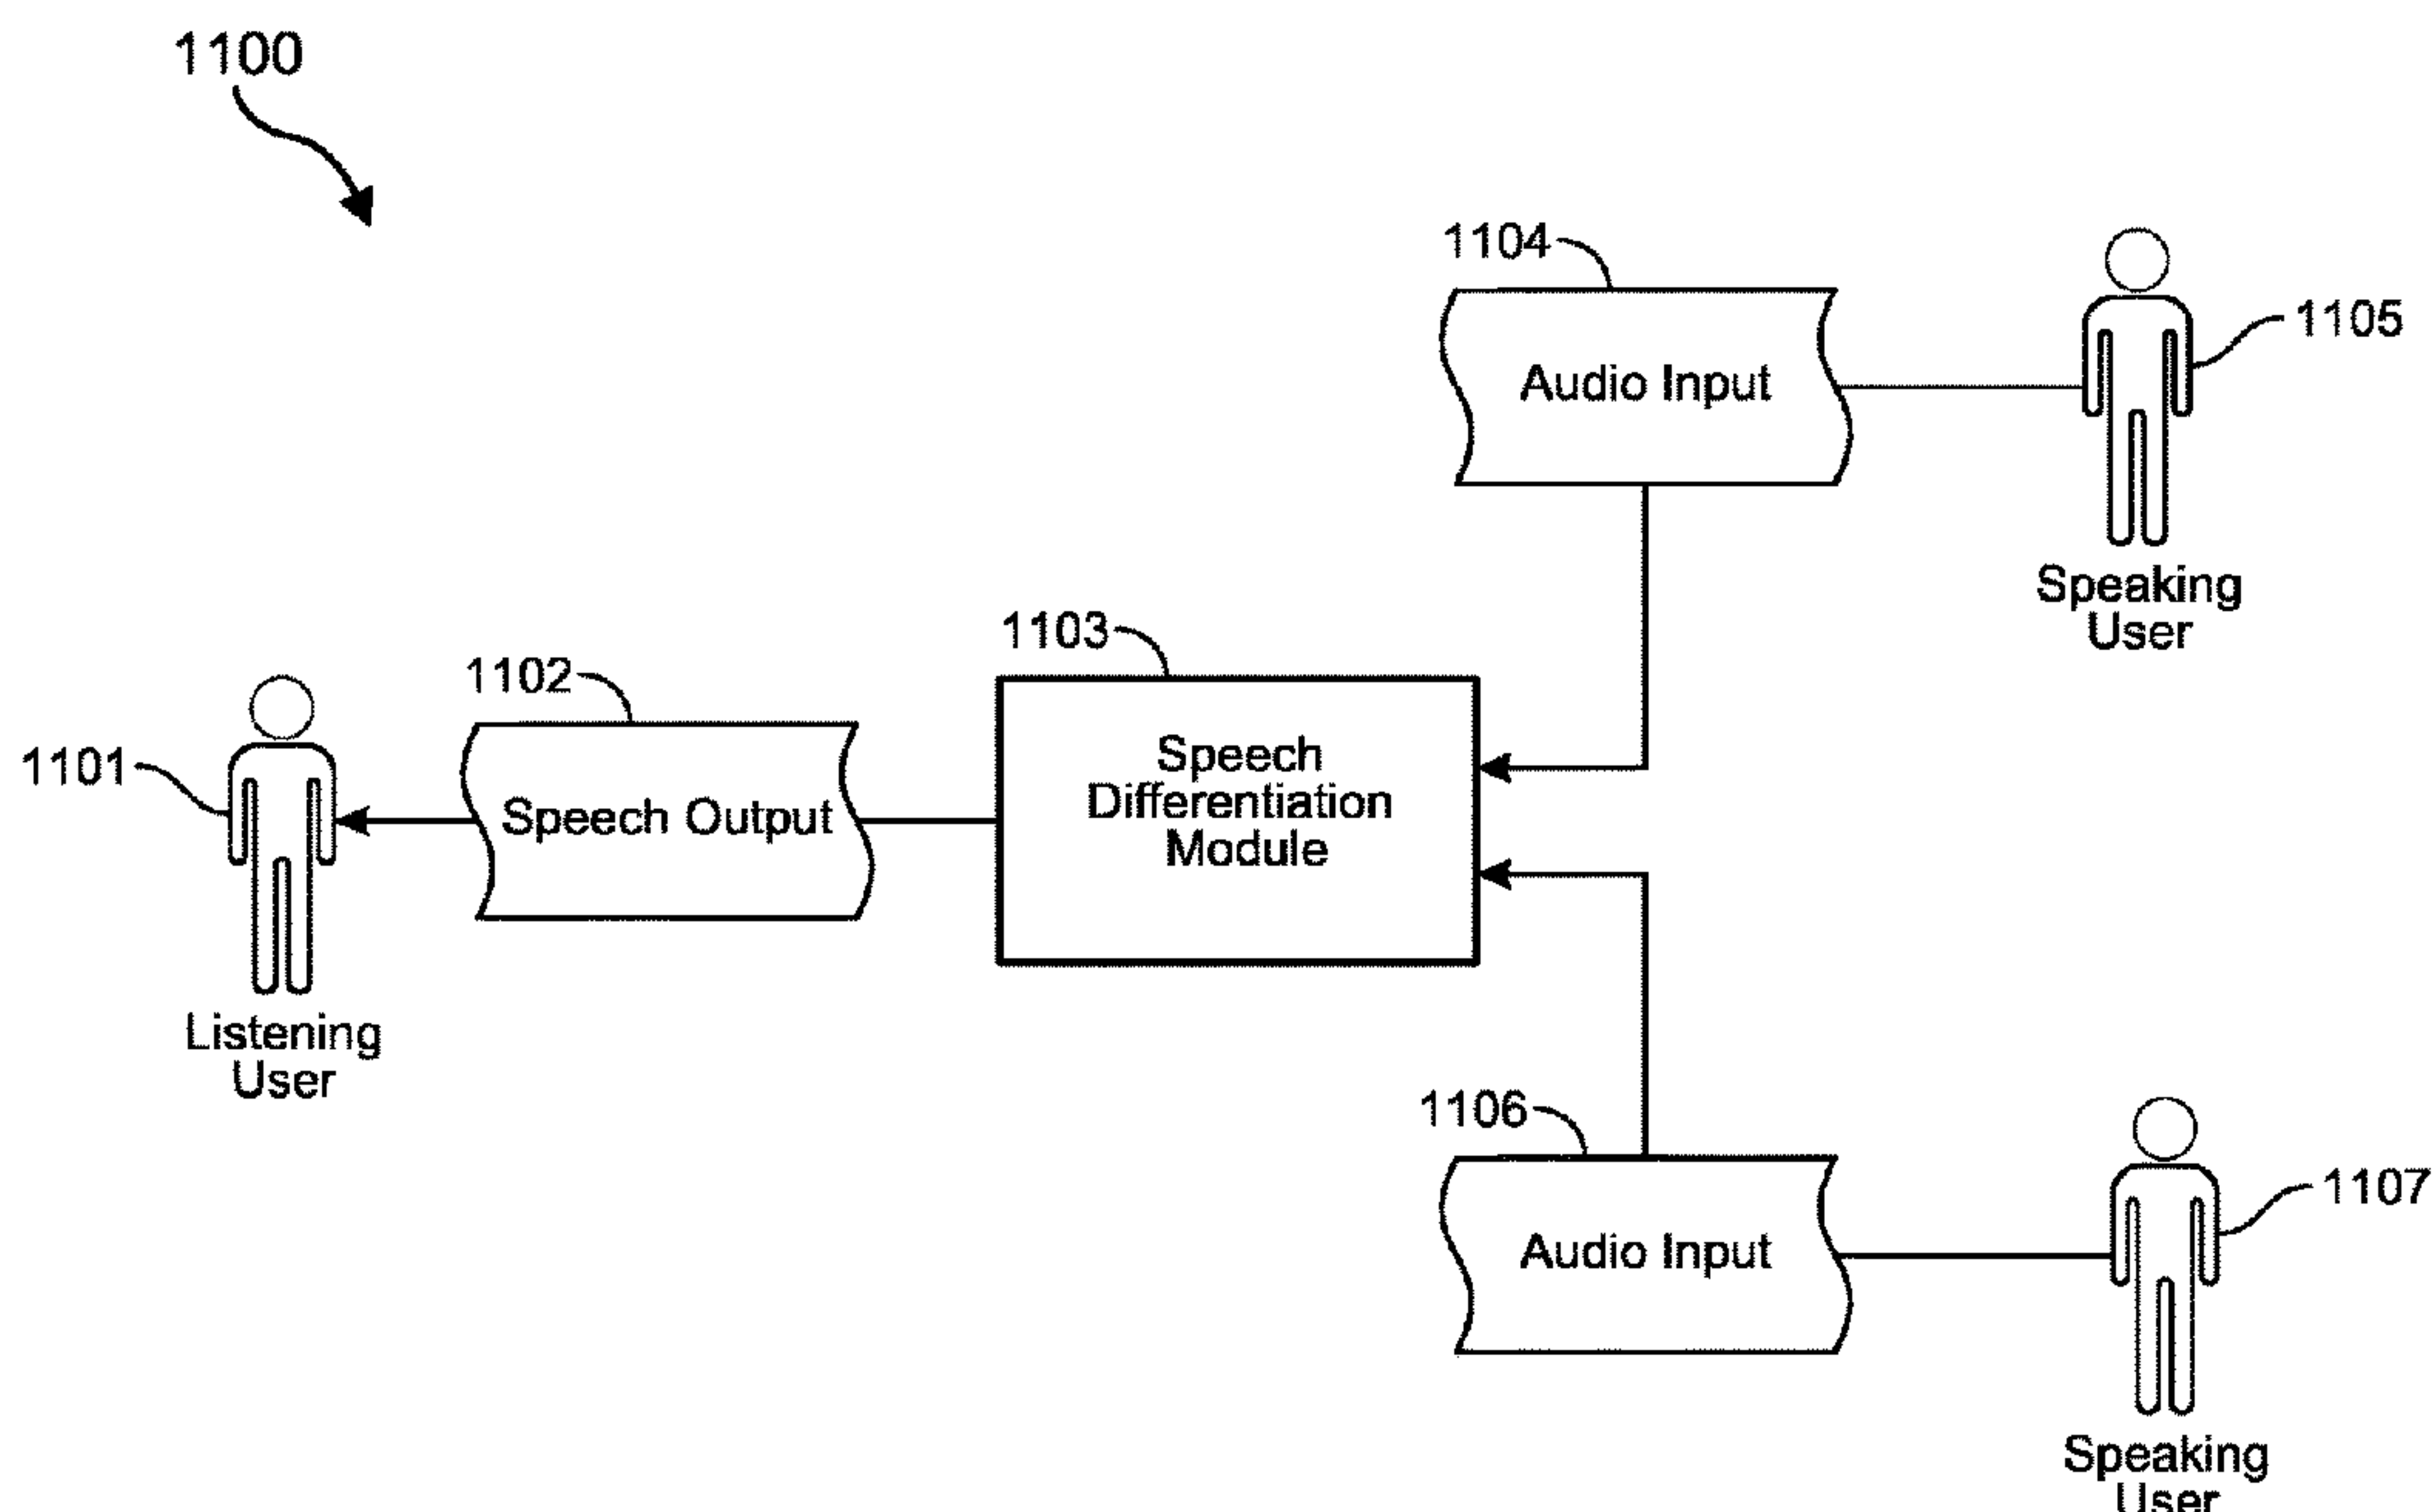 1100
1104
Audio Input
1105
Speaking
User
1103
Speech
Differentiation
Module
1102
Speech Output
1101
Listening
User
1106
Audio Input
1107
Speaking
User